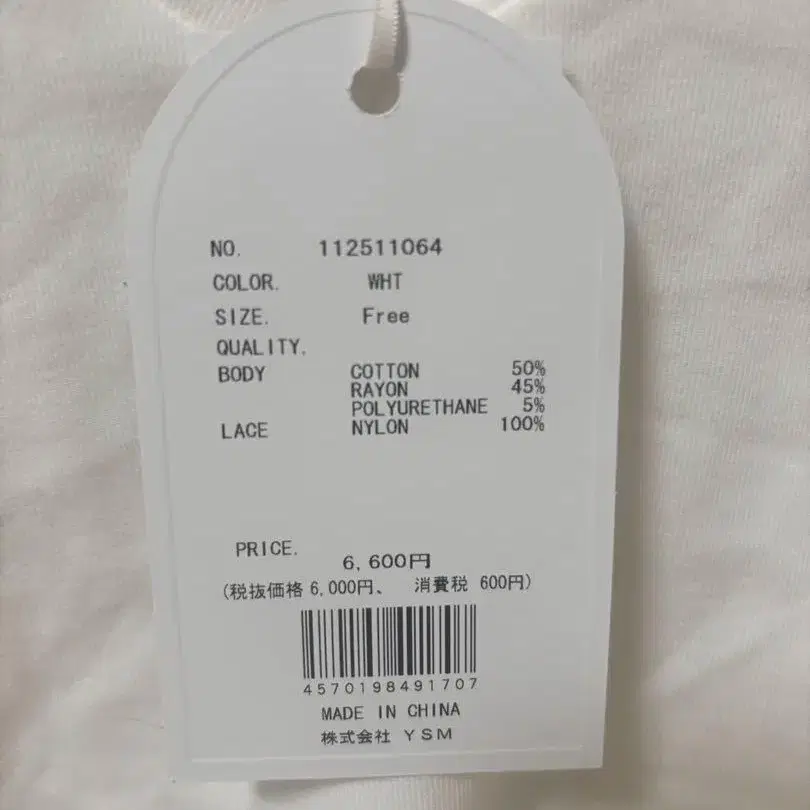 NO. 112511064
COLOR. WHT
SIZE. Free
QUALITY.
BODY COTTON 50%
RAYON 45%
POLYURETHANE 5%
LACE NYLON 100%
PRICE. 6,600円
(税抜価格 6,000円、 消費税 600円)
4570198491707
MADE IN CHINA
株式会社 YSM